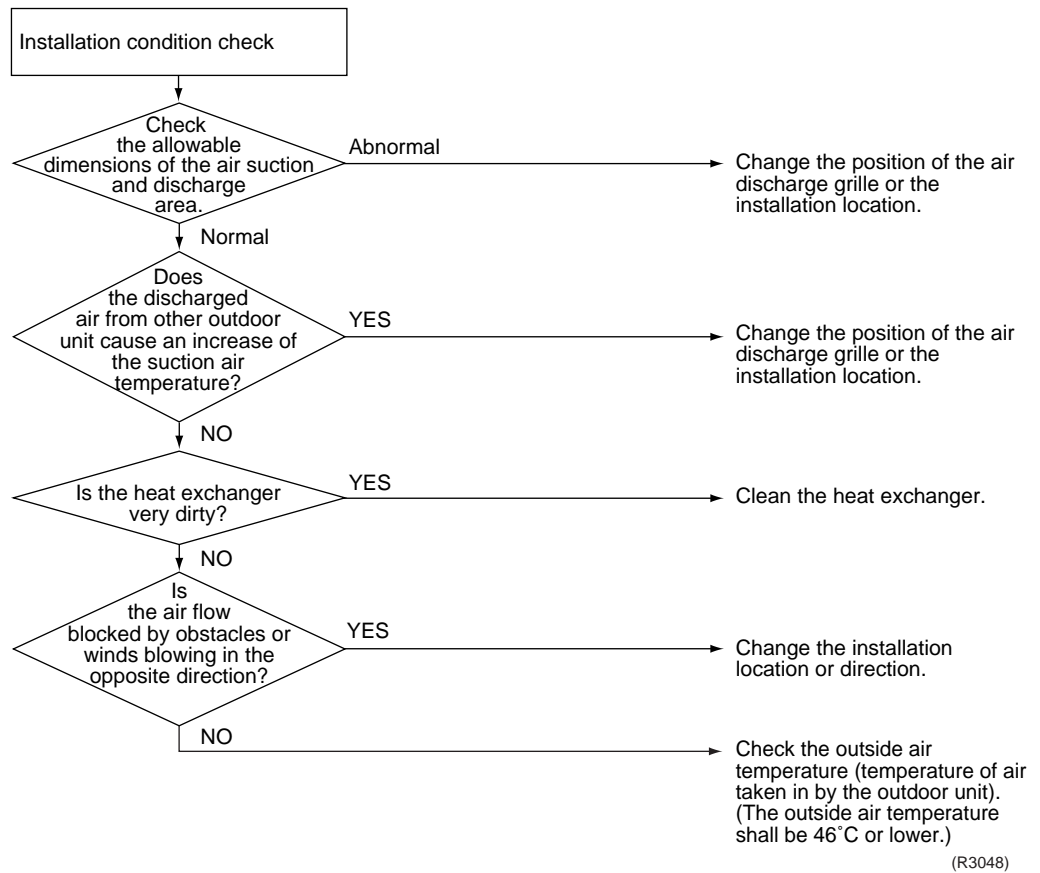 Installation condition check
Check
the allowable
dimensions of the air suction
and discharge
area.
Abnormal
Change the position of the air
discharge grille or the
installation location.
Normal
Does
the discharged
air from other outdoor
unit cause an increase of
the suction air
temperature?
YES
Change the position of the air
discharge grille or the
installation location.
NO
Is the heat exchanger
very dirty?
YES
Clean the heat exchanger.
NO
Is
the air flow
blocked by obstacles or
winds blowing in the
opposite direction?
YES
Change the installation
location or direction.
NO
Check the outside air
temperature (temperature of air
taken in by the outdoor unit).
(The outside air temperature
shall be 46˚C or lower.)
(R3048)